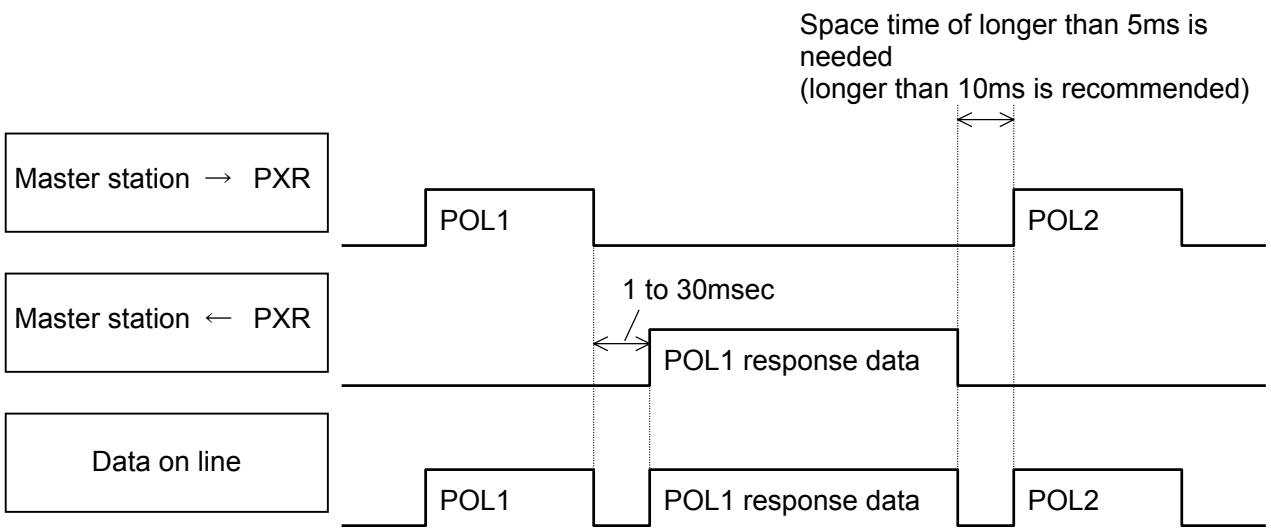 Space time of longer than 5ms is
needed
(longer than 10ms is recommended)
Master station → PXR
POL1
POL2
Master station ← PXR
1 to 30msec
POL1 response data
Data on line
POL1
POL1 response data
POL2